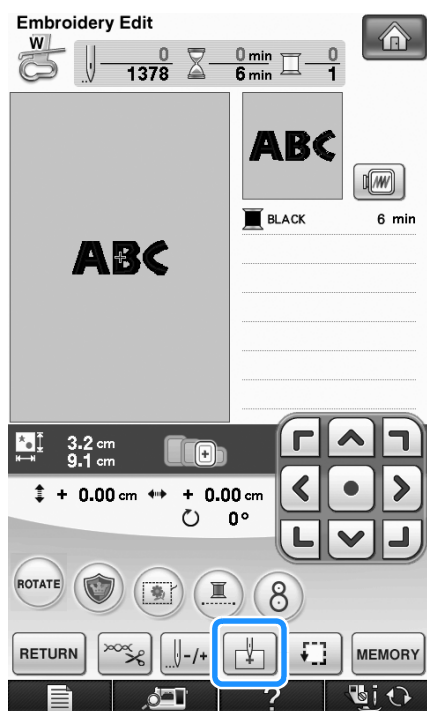 Embroidery Edit
W
0
1378
0 min
6 min
0
1
ABC
ABC
BLACK 6 min
3.2 cm
9.1 cm
+ 0.00 cm + 0.00 cm
0°
ROTATE
8
RETURN
-/+
MEMORY
?